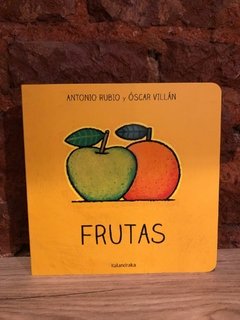 ANTONIO RUBIO y ÓSCAR VILLÁN
FRUTAS
Kalandraka